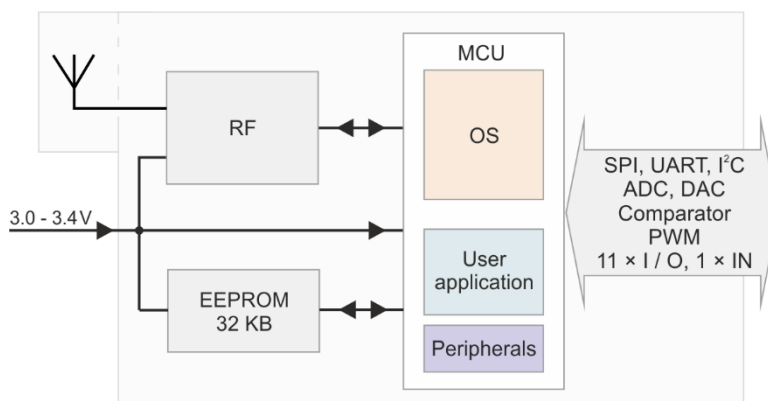 MCU
OS
RF
SPI, UART, I²C
ADC, DAC
Comparator
PWM
11 × I / O, 1 × IN
3.0 - 3.4 V
User
application
EEPROM
32 KB
Peripherals